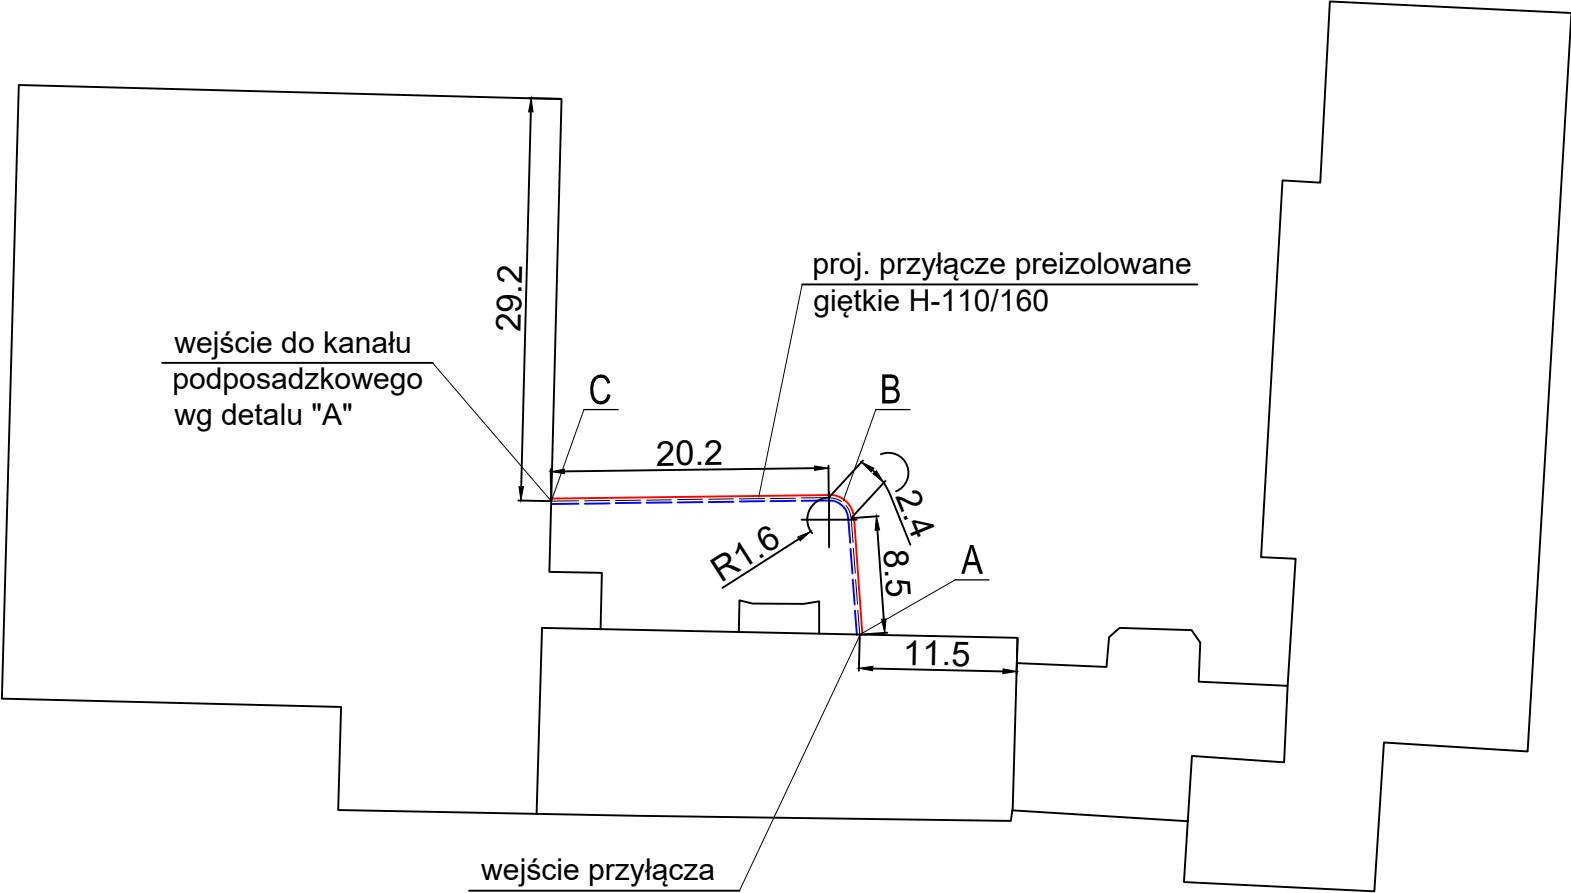 29.2
proj. przyłącze preizolowane
giętkie H-110/160
wejście do kanału
podposadzkowego
wg detalu "A"
C
B
20.2
2.4
R1.6
8.5
A
11.5
wejście przyłącza